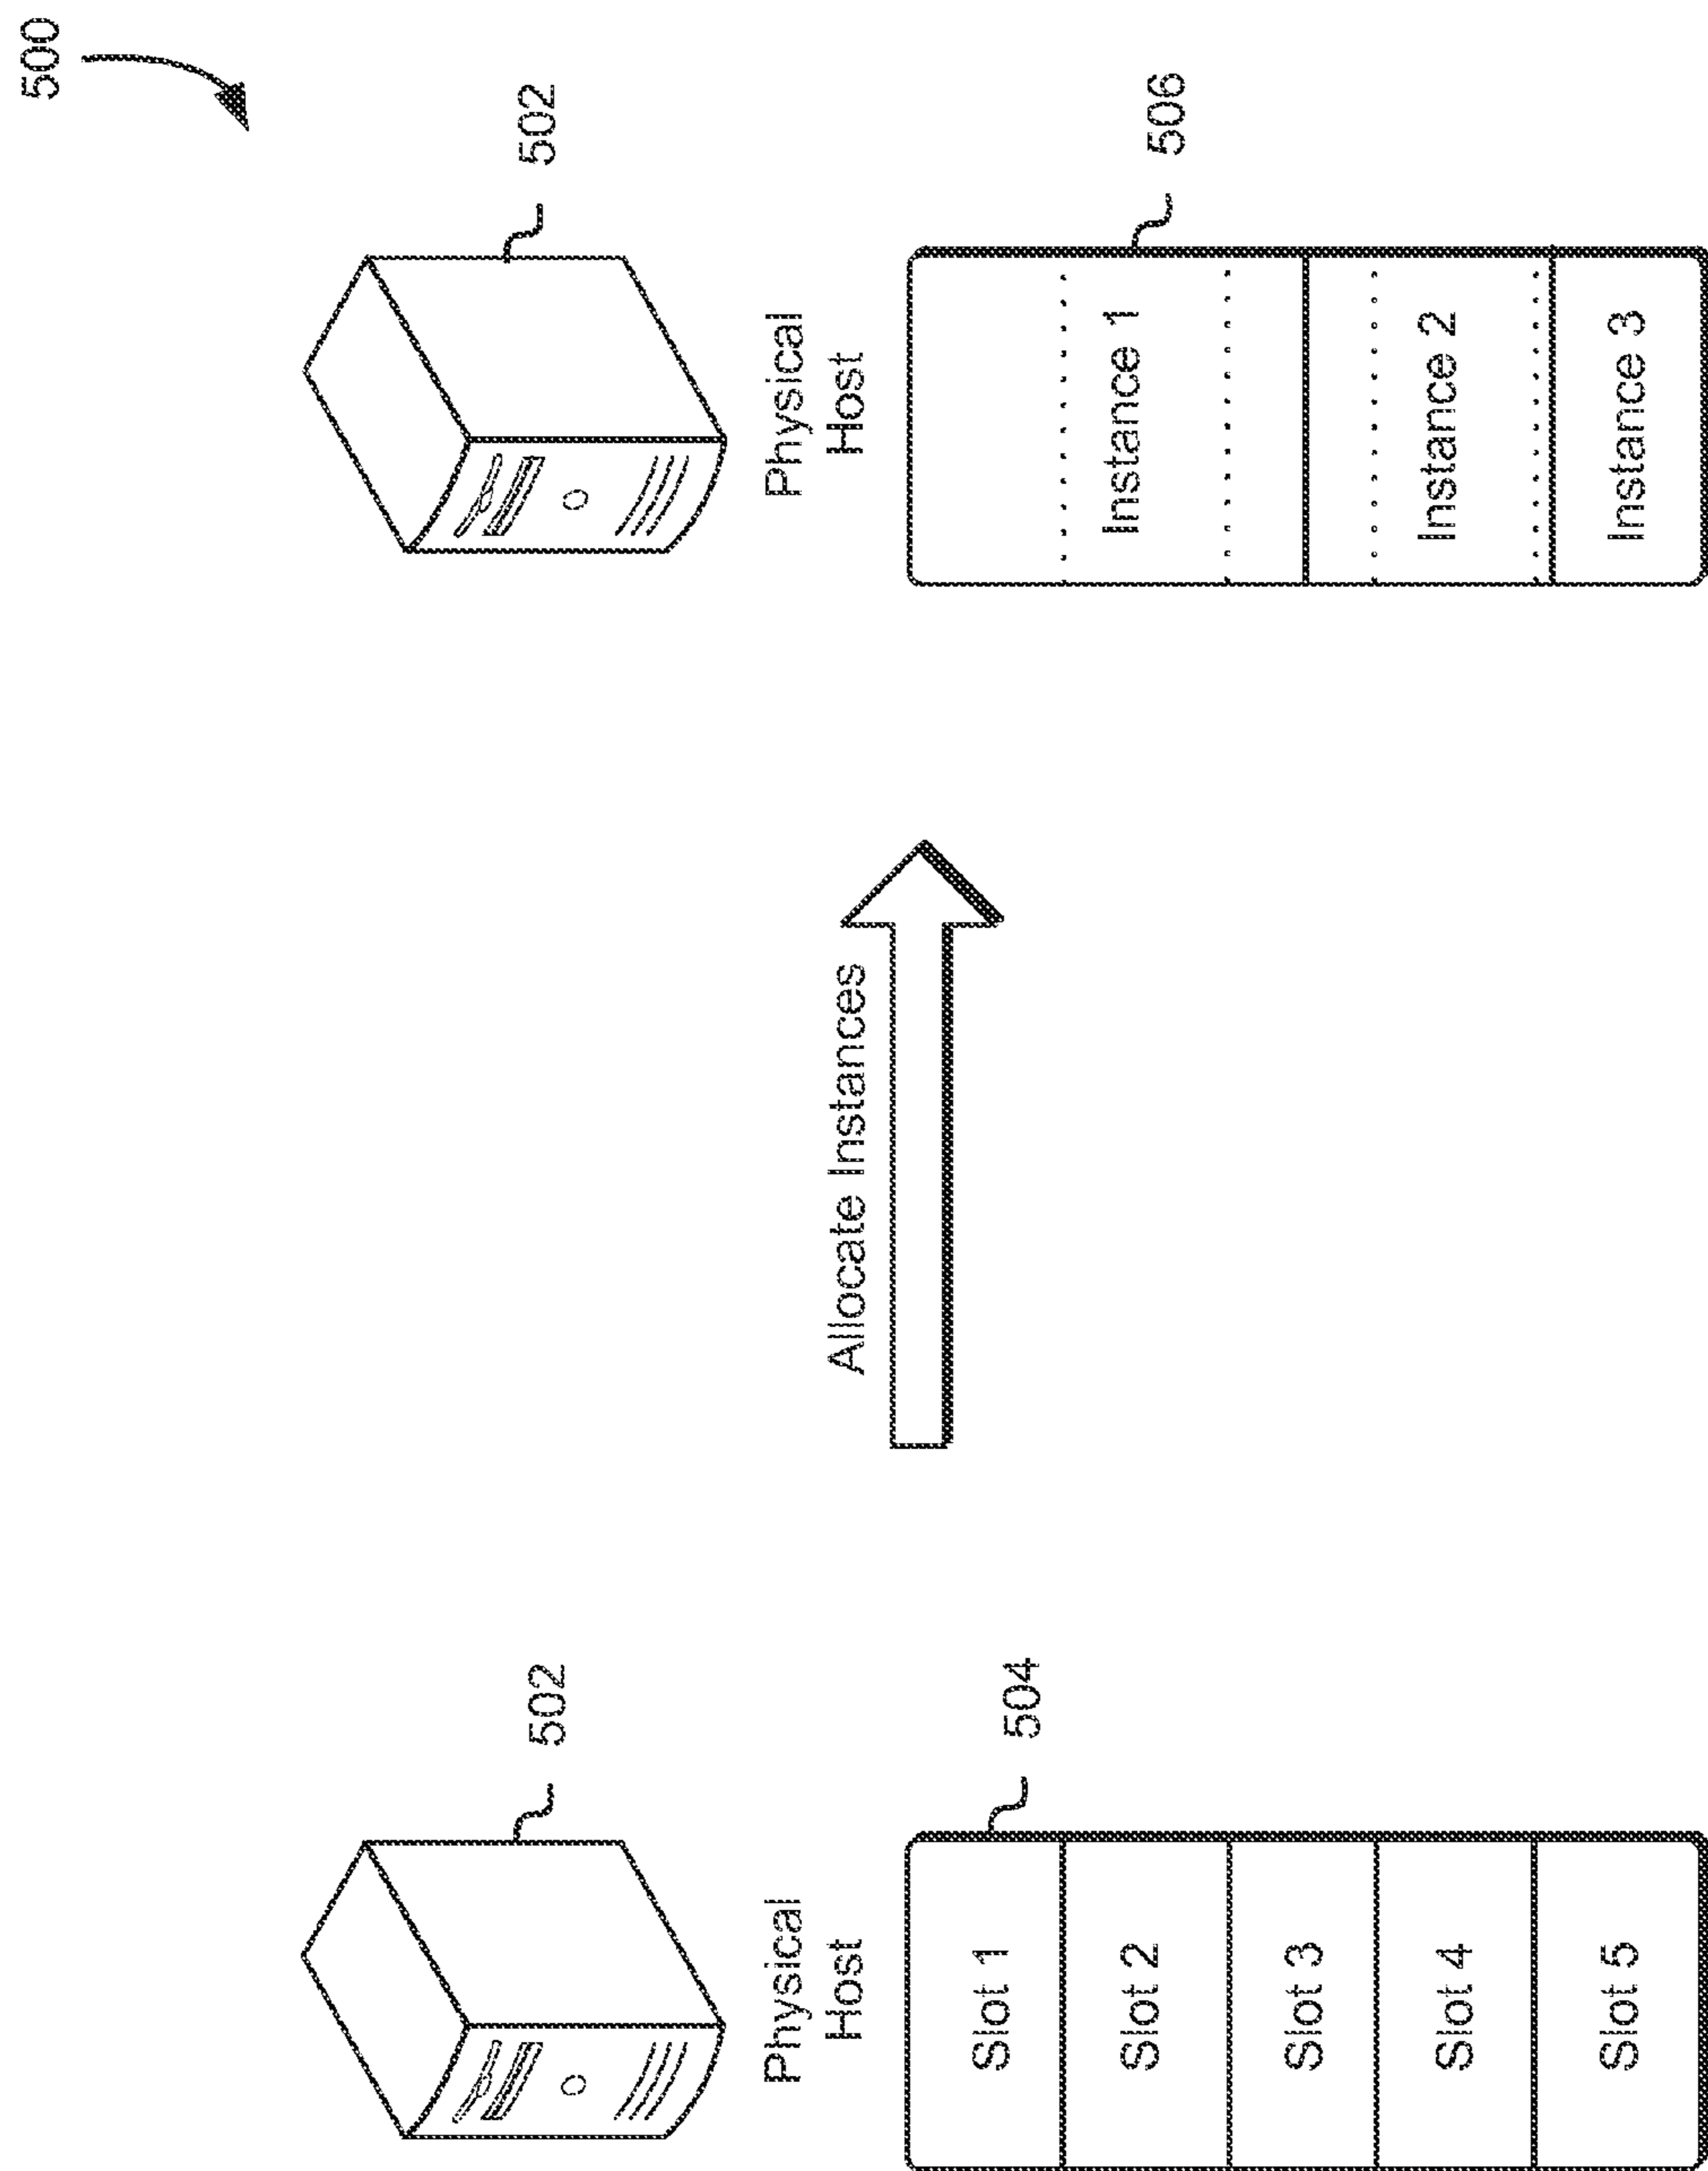 500
502
Physical
Host
Slot 1
Slot 2
Slot 3
Slot 4
Slot 5
504
Allocate Instances
502
Physical
Host
Instance 1
Instance 2
Instance 3
506